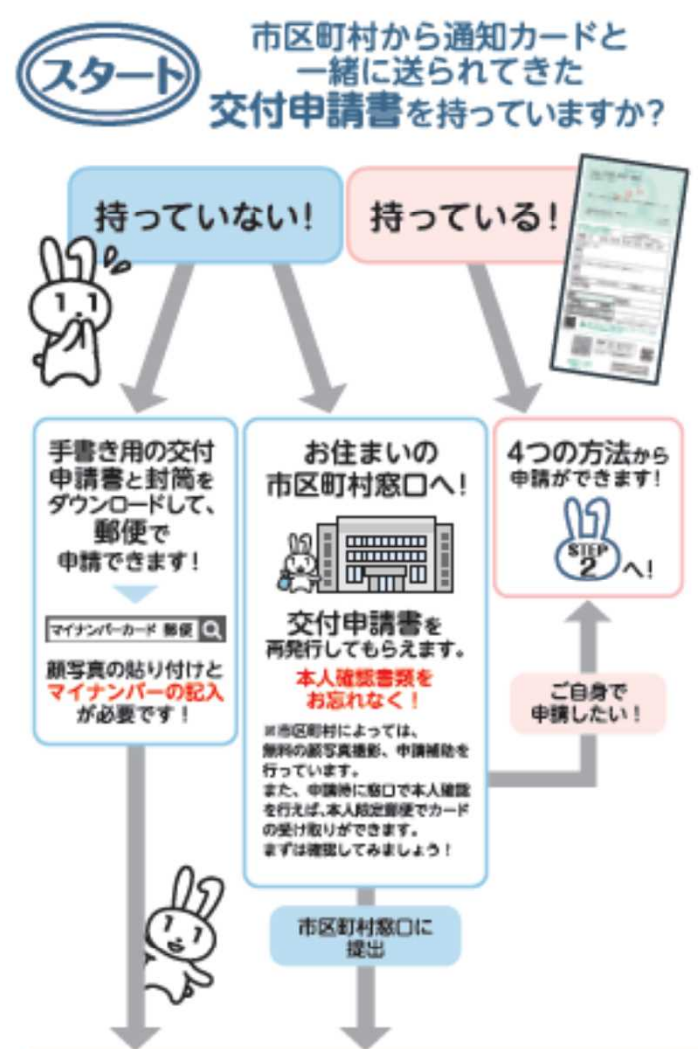 スタート
市区町村から通知カードと
一緒に送られてきた
交付申請書を持っていますか?
持っていない!
持っている!
手書き用の交付
申請書と封筒を
ダウンロードして、
郵便で
申請できます!
マイナンバーカード 郵便
顔写真の貼り付けと
マイナンバーの記入
が必要です!
お住まいの
市区町村窓口へ!
交付申請書を
再発行してもらえます。
本人確認書類を
お忘れなく!
※市区町村によっては、
無料の顔写真撮影、申請補助を
行っています。
また、申請時に窓口で本人確認
を行えば、本人限定郵便でカード
の受け取りができます。
まずは確認してみましょう!
4つの方法から
申請ができます!
STEP
2
へ!
ご自身で
申請したい!
市区町村窓口に
提出